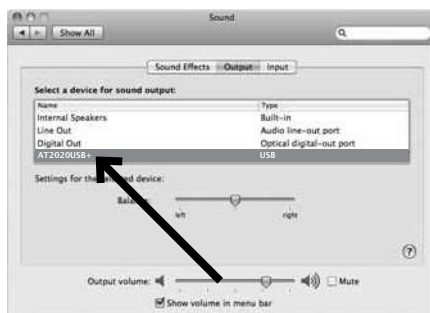 Sound
Show All
Sound Effects Output Input
Select a device for sound output:
Name Type
Internal Speakers Built-in
Line Out Audio line-out port
Digital Out Optical digital-out port
AT2020USB+ USB
Settings for the device:
left right
?
Output volume: Mute
Show volume in menu bar